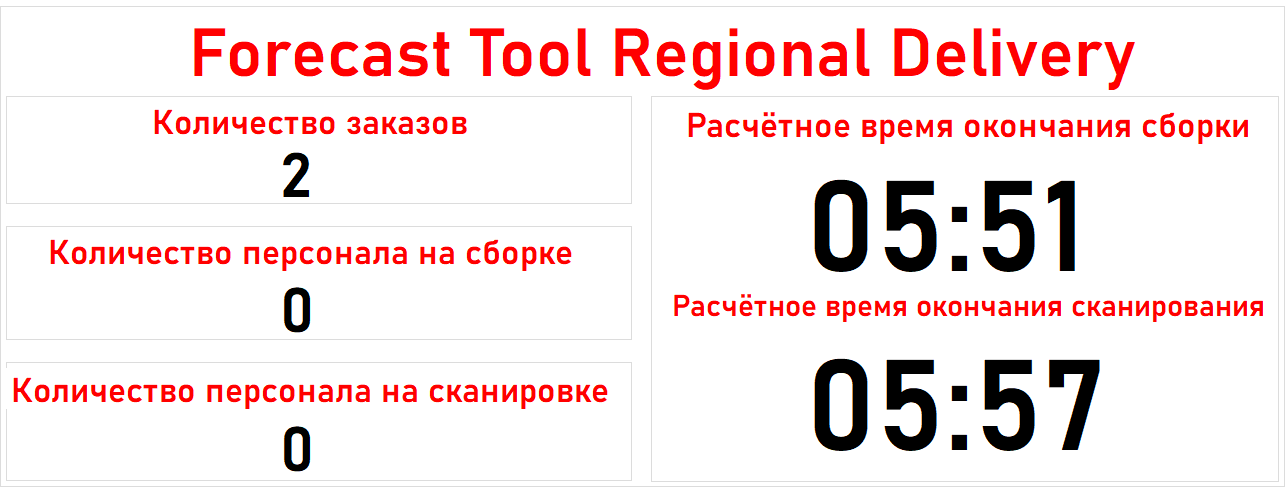 Forecast Tool Regional Delivery
Количество заказов
2
Количество персонала на сборке
0
Количество персонала на сканировке
0
Расчётное время окончания сборки
05:51
Расчётное время окончания сканирования
05:57